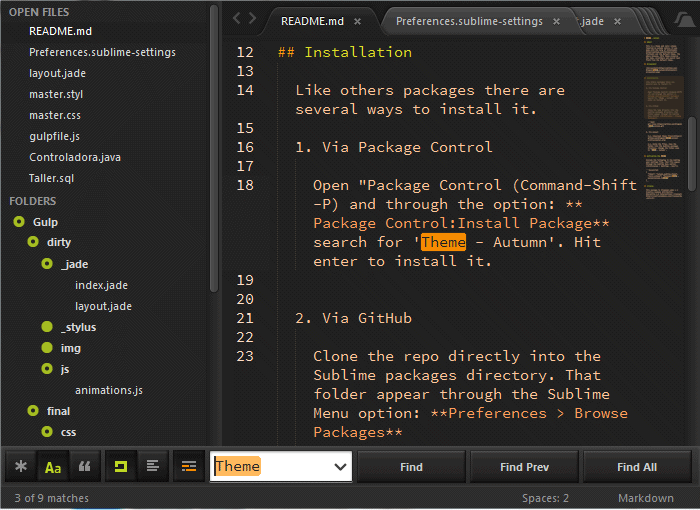 OPEN FILES
README.md
Preferences.sublime-settings
layout.jade
master.styl
master.css
gulpfile.js
Controladora.java
Taller.sql
FOLDERS
Gulp
dirty
_jade
index.jade
layout.jade
_stylus
img
js
animations.js
final
css
README.md ×
Preferences.sublime-settings ×
.jade ×
12 ## Installation
13
14 Like others packages there are
several ways to install it.
15
16 1. Via Package Control
17
18 Open "Package Control (Command-Shift
-P) and through the option: **
Package Control:Install Package**
search for 'Theme - Autumn'. Hit
enter to install it.
19
20
21 2. Via GitHub
22
23 Clone the repo directly into the
Sublime packages directory. That
folder appear through the Sublime
Menu option: **Preferences > Browse
Packages**
Aa
Theme
Find
Find Prev
Find All
3 of 9 matches
Spaces: 2
Markdown